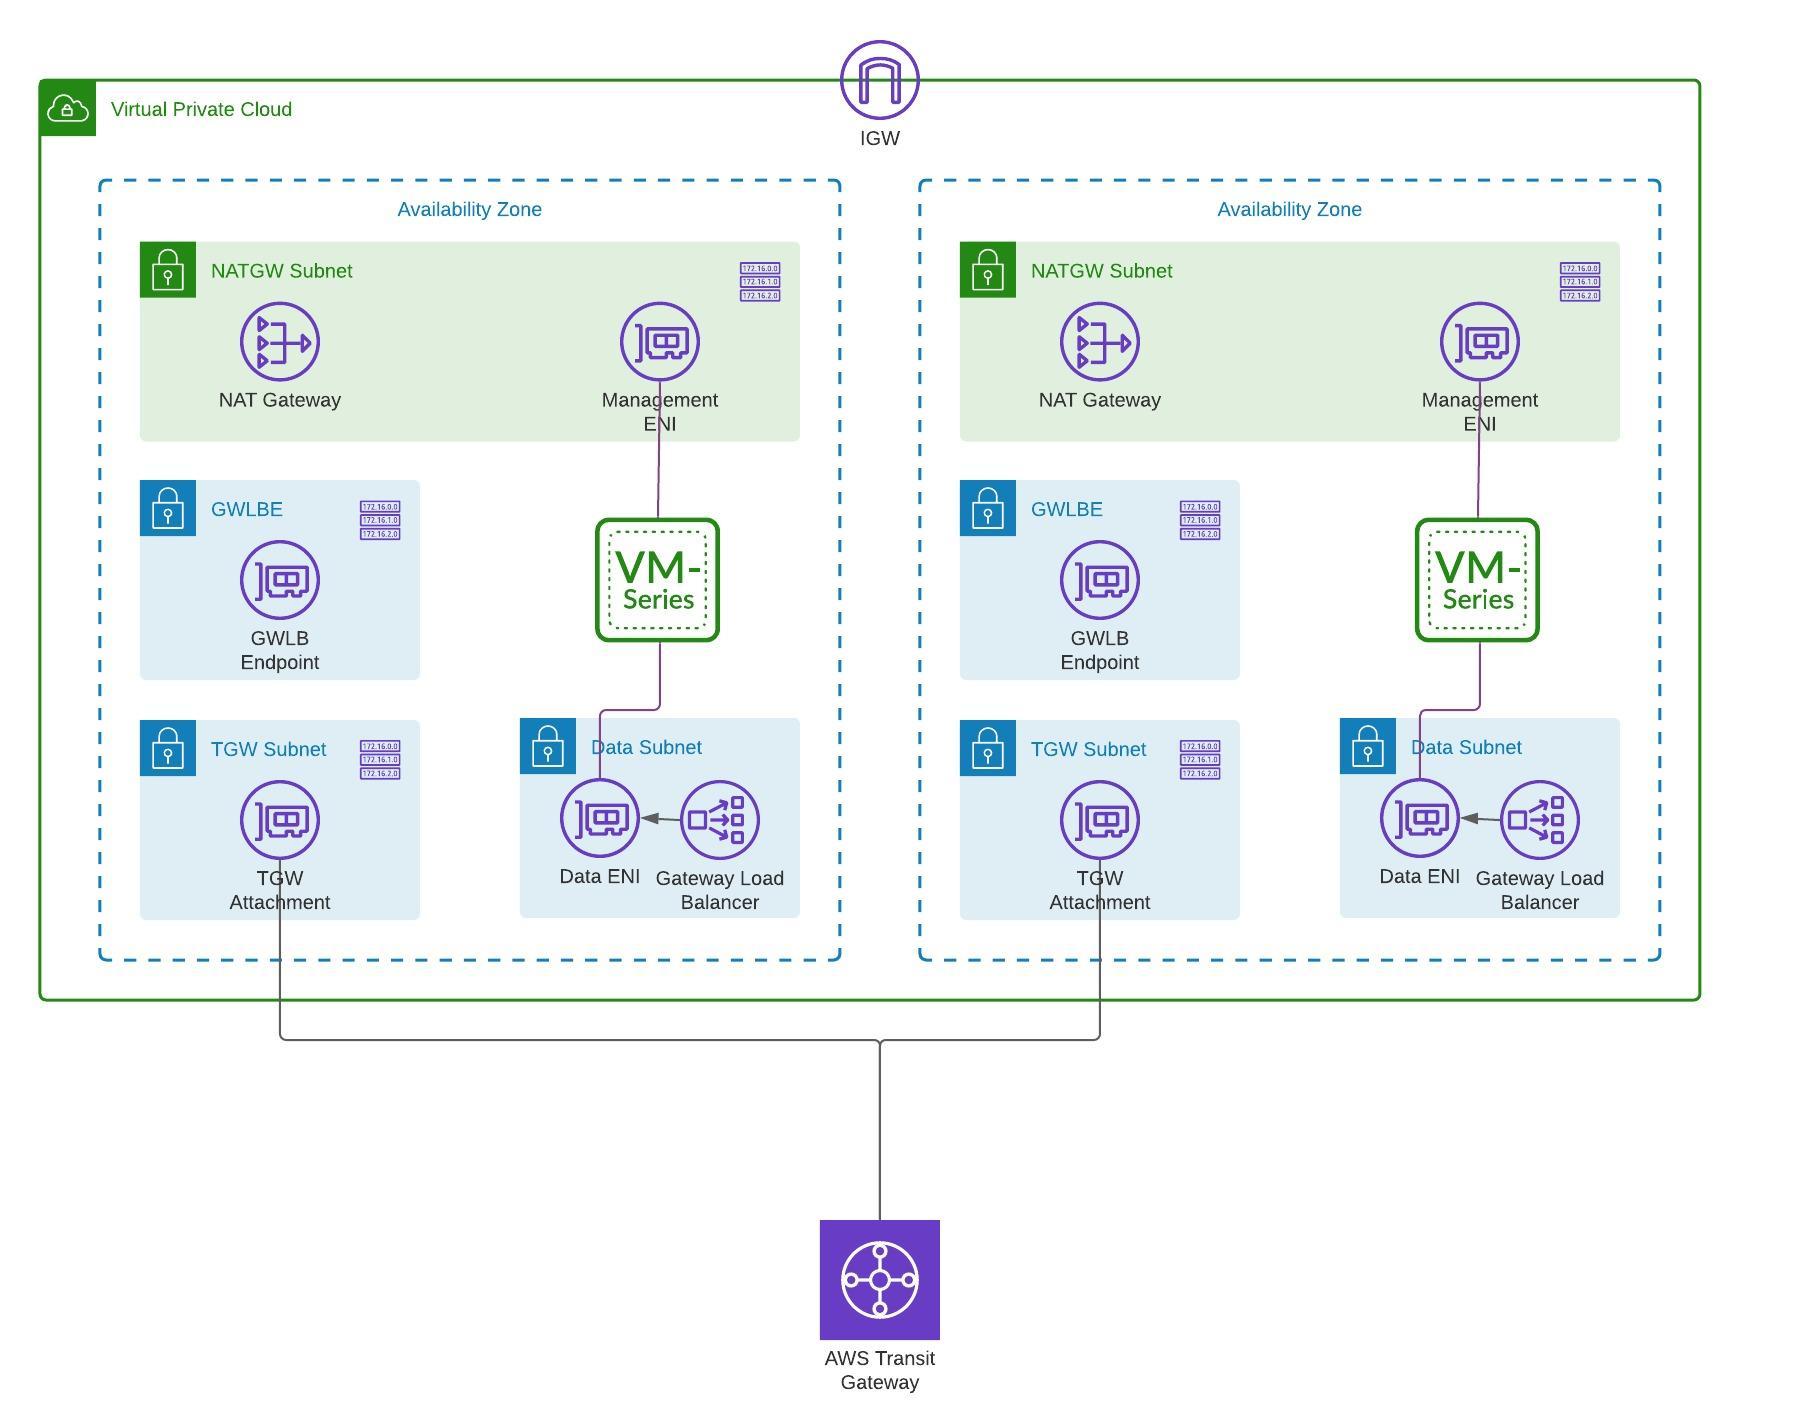 IGW
Virtual Private Cloud
Availability Zone
NATGW Subnet
172.16.0.0
172.16.1.0
172.16.2.0
NAT Gateway
Management
ENI
GWLBE
172.16.0.0
172.16.1.0
172.16.2.0
GWLB
Endpoint
VM-
Series
TGW Subnet
172.16.0.0
172.16.1.0
172.16.2.0
TGW
Attachment
Data Subnet
Data ENI
Gateway Load
Balancer
Availability Zone
NATGW Subnet
172.16.0.0
172.16.1.0
172.16.2.0
NAT Gateway
Management
ENI
GWLBE
172.16.0.0
172.16.1.0
172.16.2.0
GWLB
Endpoint
VM-
Series
TGW Subnet
172.16.0.0
172.16.1.0
172.16.2.0
TGW
Attachment
Data Subnet
Data ENI
Gateway Load
Balancer
AWS Transit
Gateway